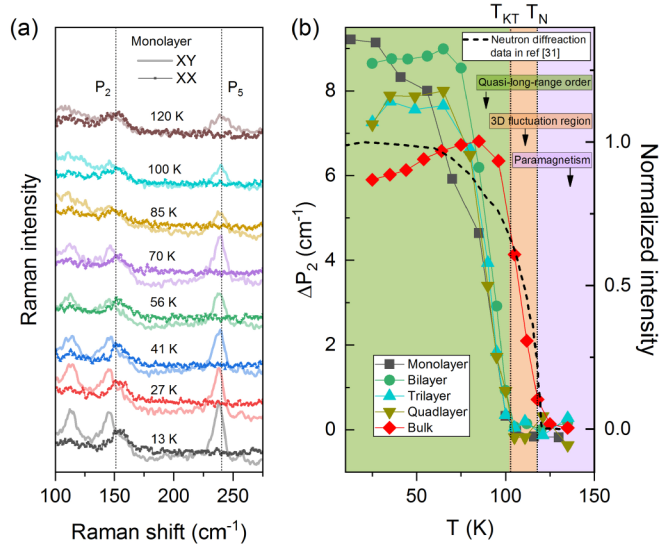 (a)
Monolayer
XY
XX
P2
P5
120 K
100 K
85 K
70 K
56 K
41 K
27 K
13 K
100 150 200 250
Raman shift (cm-1)
Raman intensity
(b)
TKT TN
Neutron diffraction
data in ref [31]
Quasi-long-range order
3D fluctuation region
Paramagnetism
Monolayer
Bilayer
Trilayer
Quadlayer
Bulk
8
6
4
2
0
ΔP2 (cm-1)
1.0
0.5
0.0
Normalized intensity
50 100 150
T (K)